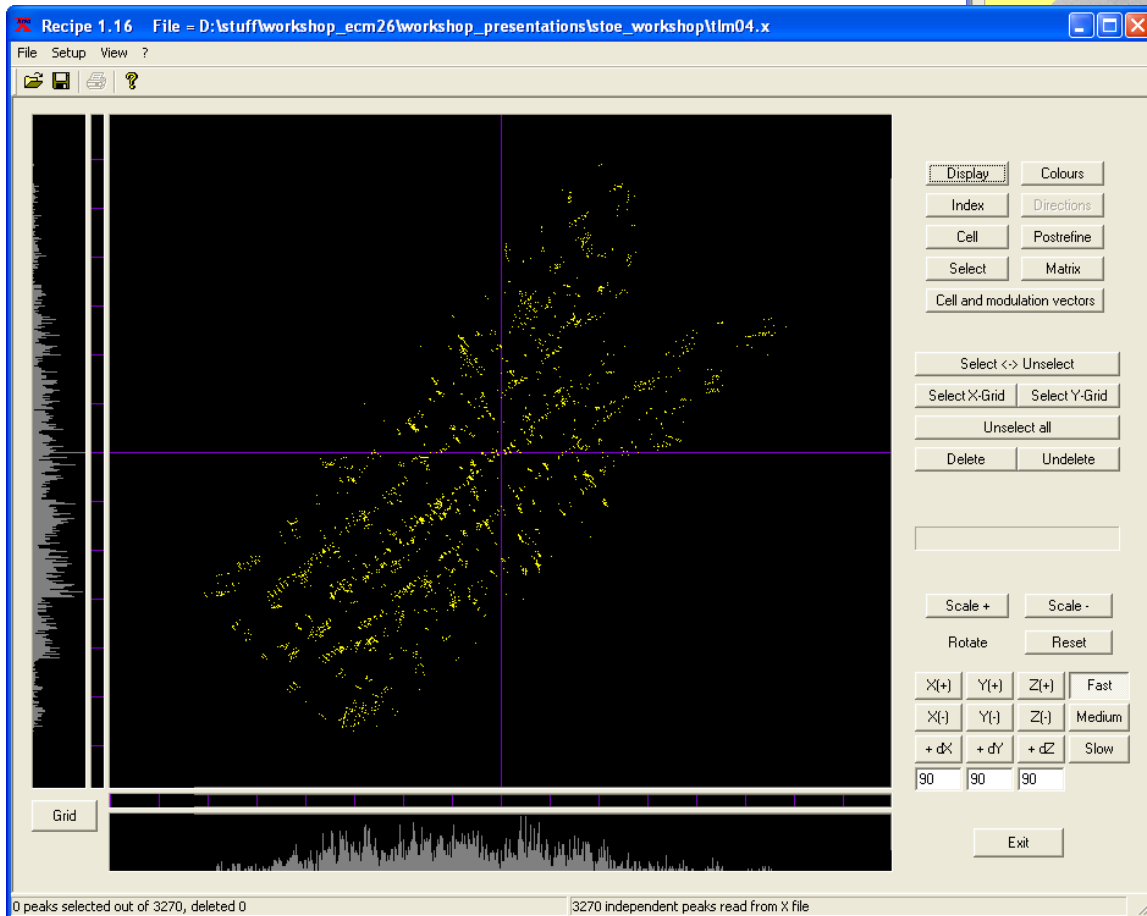 Recipe 1.16 File = D:\stuff\workshop_ecm26\workshop_presentations\stoe_workshop\tlm04.x
File Setup View ?
Display Colours
Index Directions
Cell Postrefine
Select Matrix
Cell and modulation vectors
Select <-> Unselect
Select X-Grid Select Y-Grid
Unselect all
Delete Undelete
Scale + Scale -
Rotate Reset
X(+) Y(+) Z(+) Fast
X(-) Y(-) Z(-) Medium
+ dX + dY + dZ Slow
90 90 90
Grid
Exit
0 peaks selected out of 3270, deleted 0 3270 independent peaks read from X file